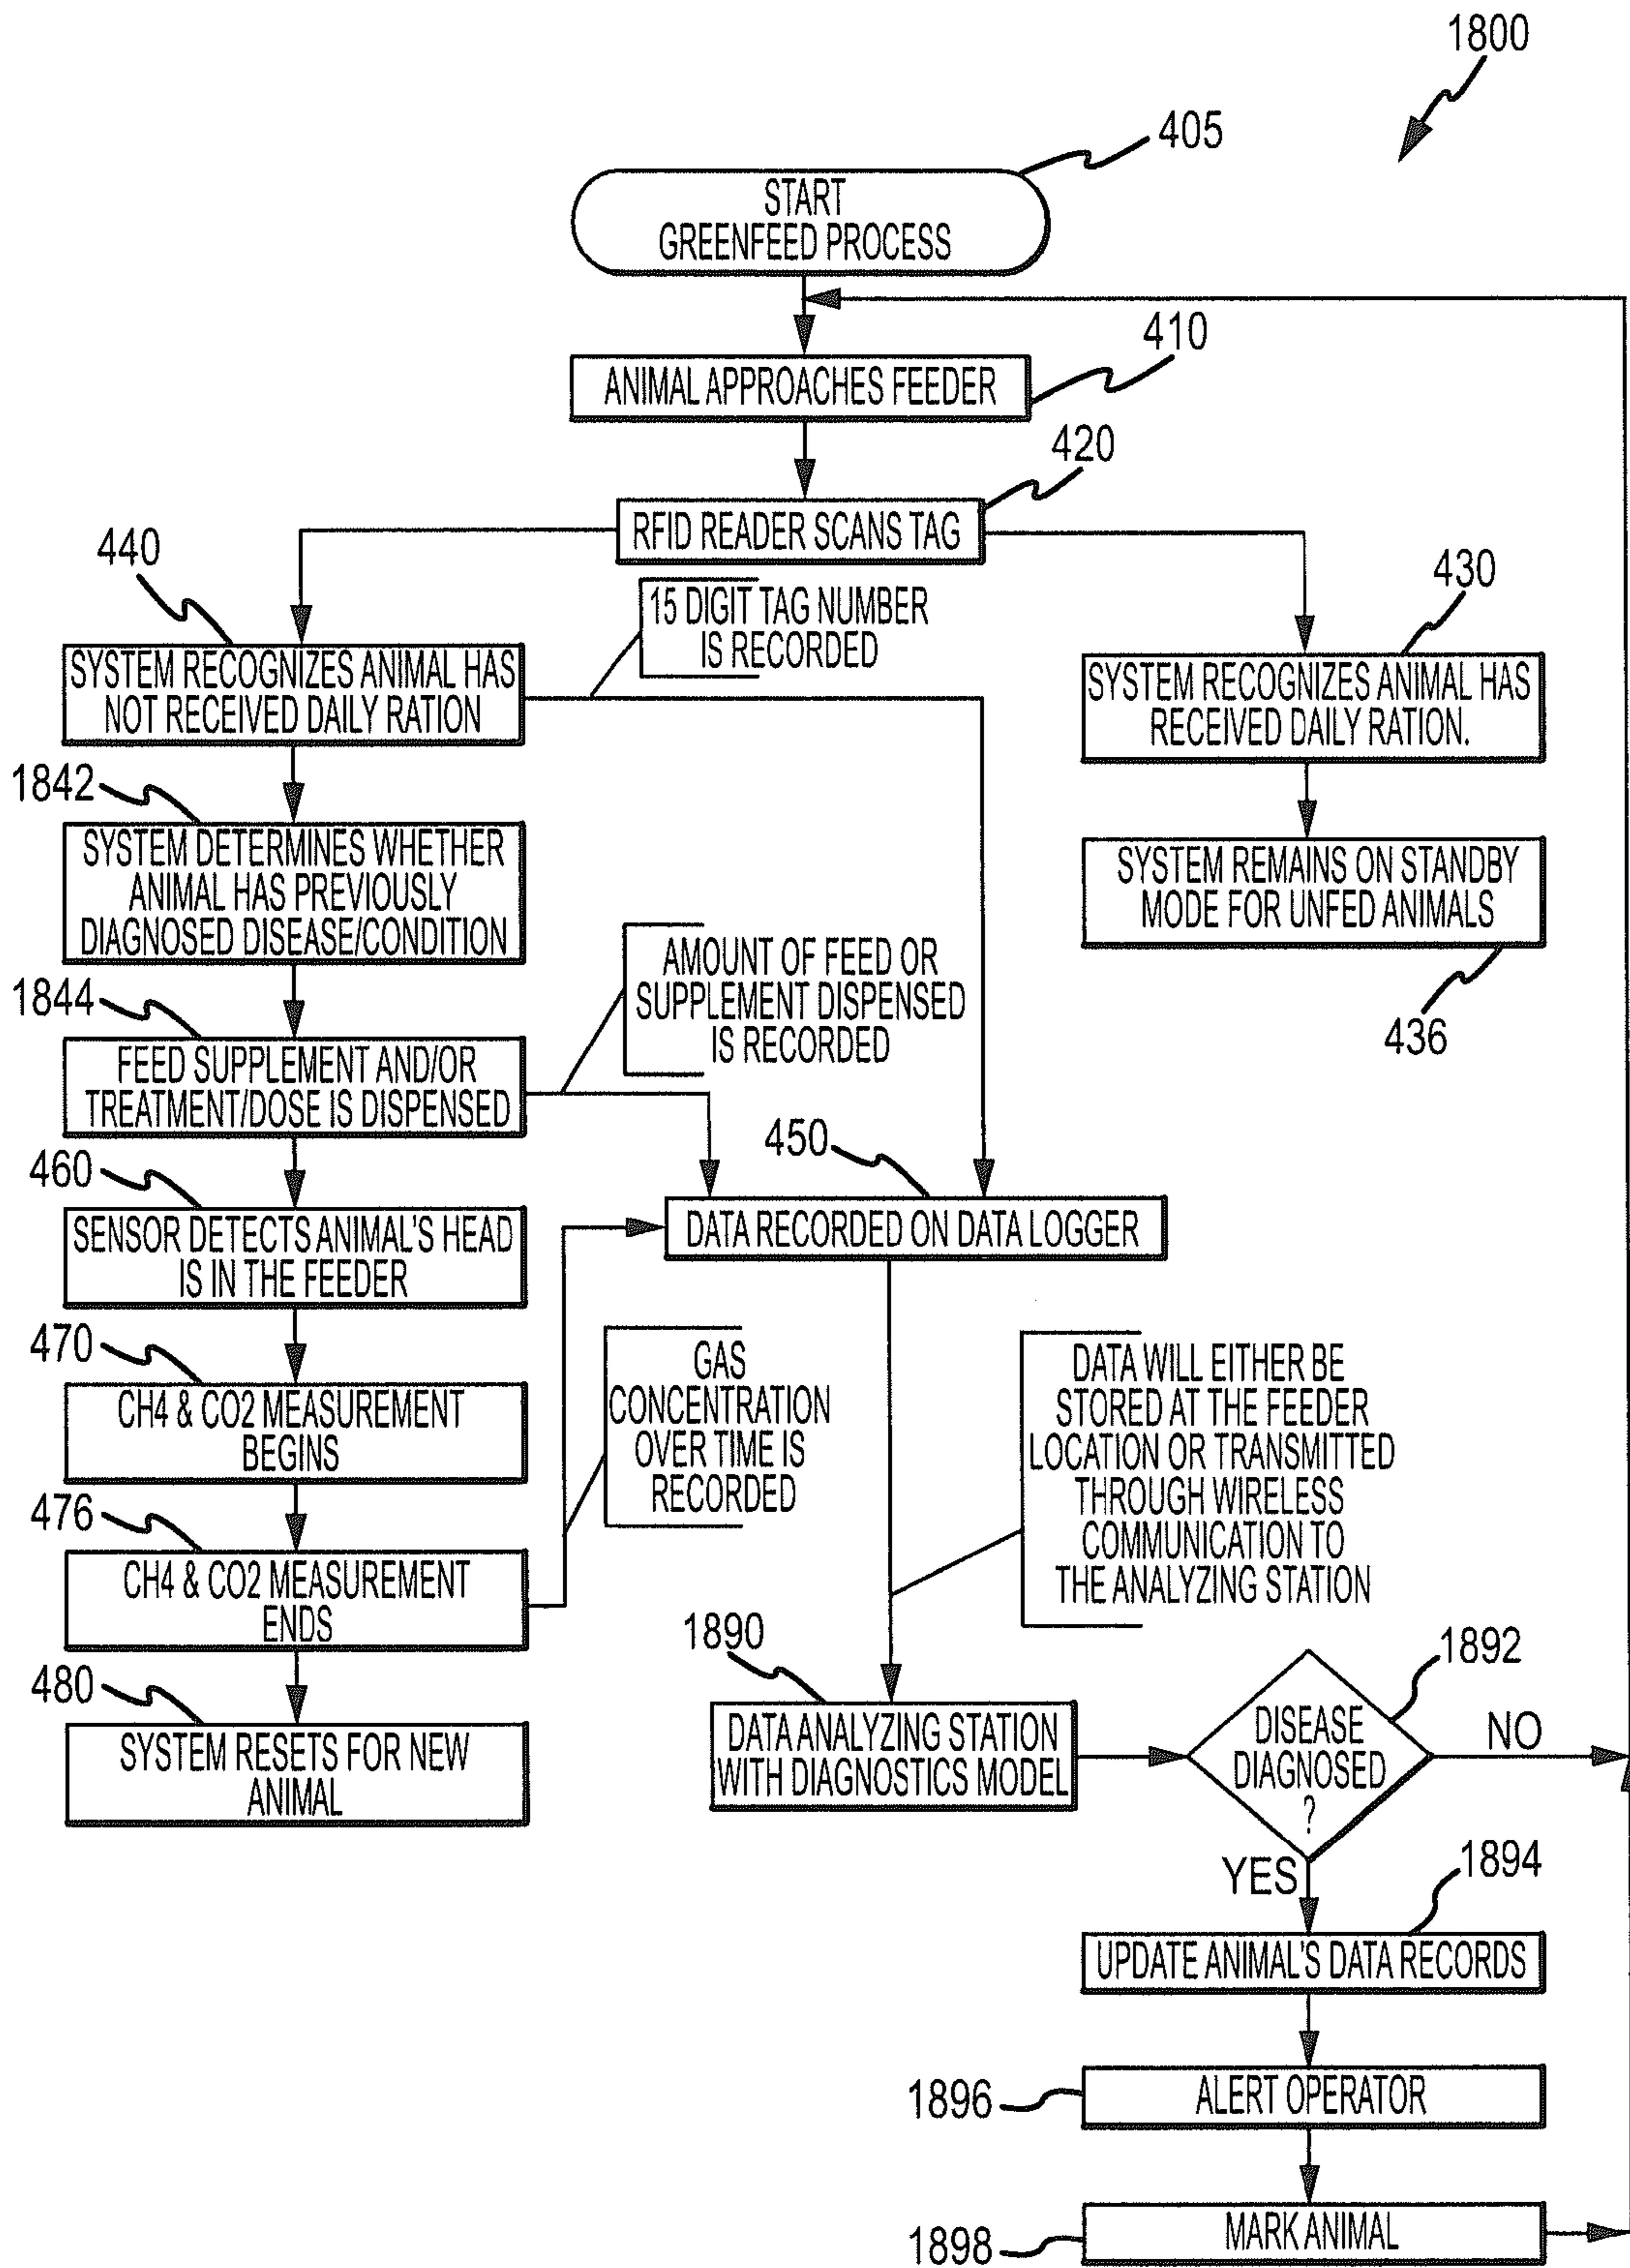 1800
405
START
GREENFEED PROCESS
410
ANIMAL APPROACHES FEEDER
420
RFID READER SCANS TAG
440
15 DIGIT TAG NUMBER
IS RECORDED
430
SYSTEM RECOGNIZES ANIMAL HAS
NOT RECEIVED DAILY RATION
SYSTEM RECOGNIZES ANIMAL HAS
RECEIVED DAILY RATION.
1842
SYSTEM DETERMINES WHETHER
ANIMAL HAS PREVIOUSLY
DIAGNOSED DISEASE/CONDITION
SYSTEM REMAINS ON STANDBY
MODE FOR UNFED ANIMALS
436
1844
AMOUNT OF FEED OR
SUPPLEMENT DISPENSED
IS RECORDED
FEED SUPPLEMENT AND/OR
TREATMENT/DOSE IS DISPENSED
450
DATA RECORDED ON DATA LOGGER
460
SENSOR DETECTS ANIMAL'S HEAD
IS IN THE FEEDER
470
CH4 & CO2 MEASUREMENT
BEGINS
GAS
CONCENTRATION
OVER TIME IS
RECORDED
DATA WILL EITHER BE
STORED AT THE FEEDER
LOCATION OR TRANSMITTED
THROUGH WIRELESS
COMMUNICATION TO
THE ANALYZING STATION
476
CH4 & CO2 MEASUREMENT
ENDS
480
SYSTEM RESETS FOR NEW
ANIMAL
1890
DATA ANALYZING STATION
WITH DIAGNOSTICS MODEL
1892
DISEASE
DIAGNOSED
?
NO
YES
1894
UPDATE ANIMAL'S DATA RECORDS
1896
ALERT OPERATOR
1898
MARK ANIMAL